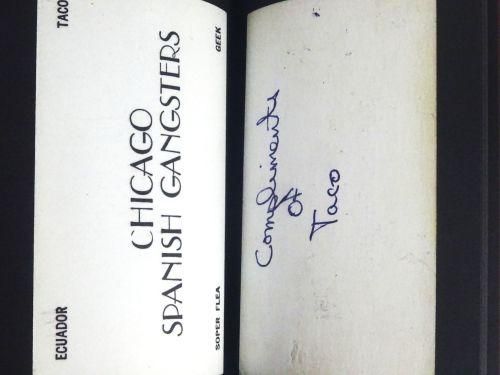 ECUADOR TACO
CHICAGO
SPANISH GANGSTERS
SOPER FLEA GEEK
Compliments
Of
Taco